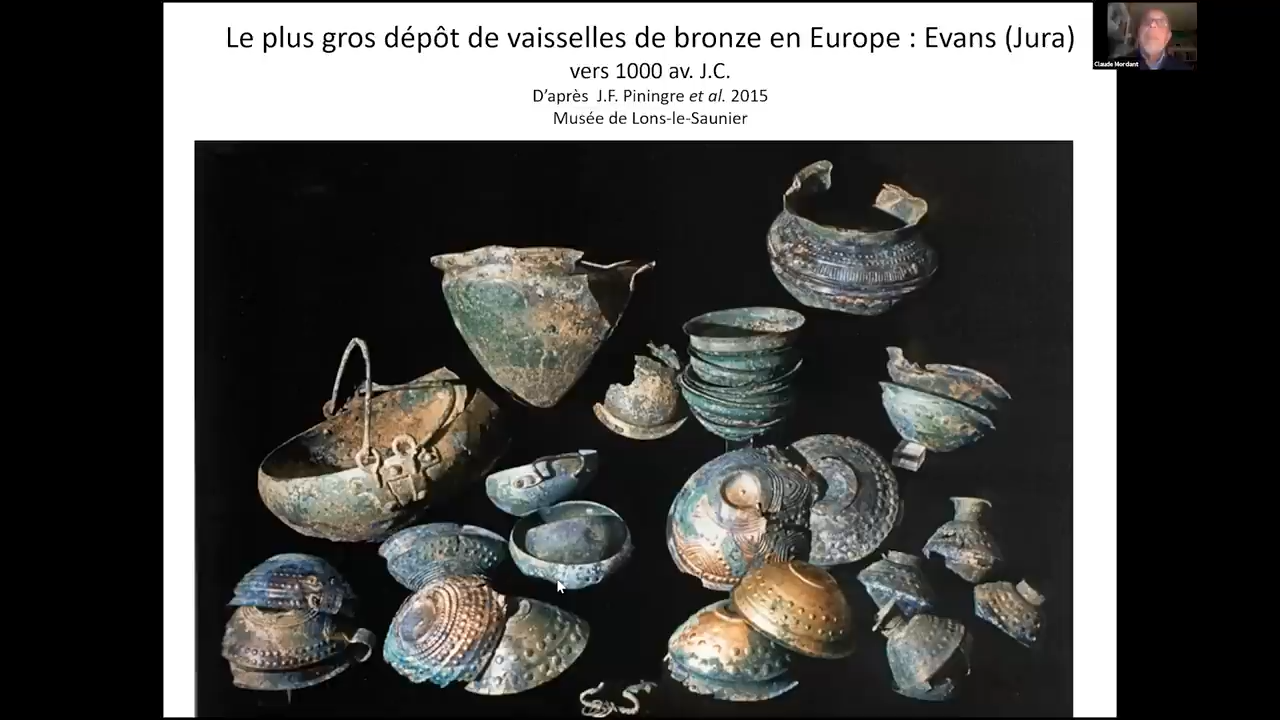 Le plus gros dépôt de vaisselles de bronze en Europe : Evans (Jura)
vers 1000 av. J.C.
D'après J.F. Piningre et al. 2015
Musée de Lons-le-Saunier
Claude Mordant